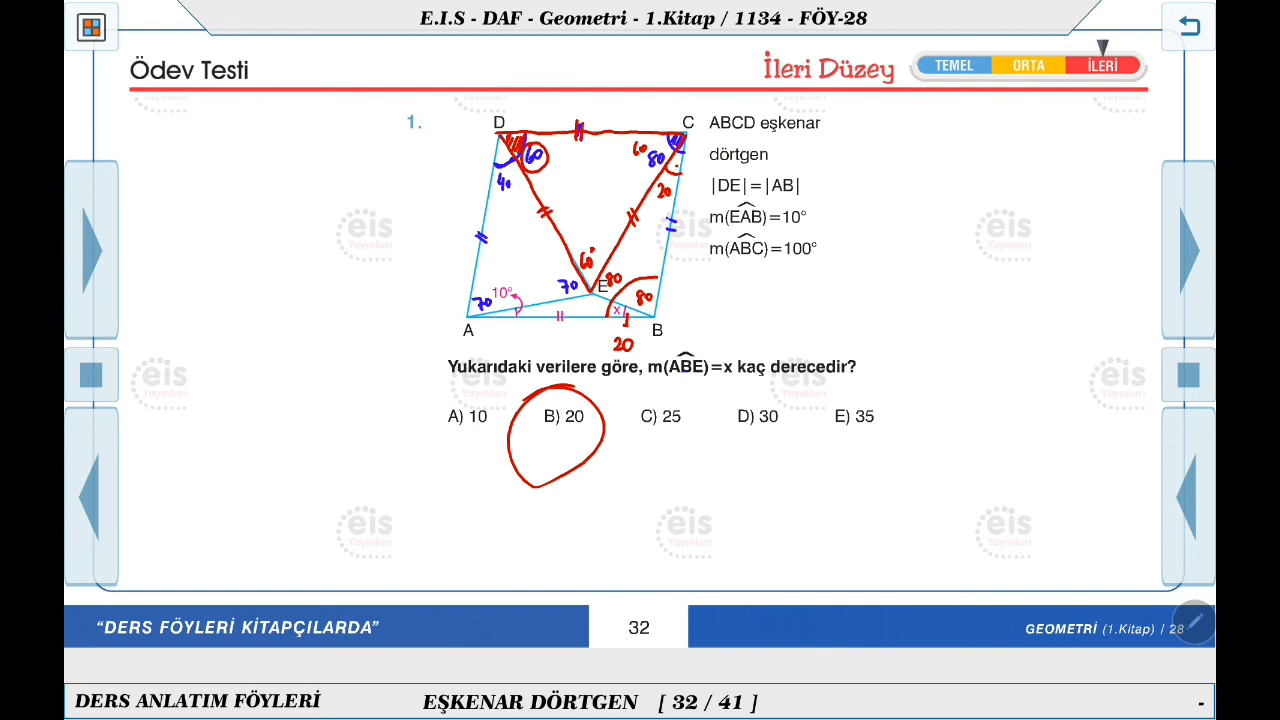 E.I.S - DAF - Geometri - 1.Kitap / 1134 - FÖY-28
Ödev Testi
İleri Düzey
TEMEL ORTA İLERİ
1.
D C
A B
E
60
40
60 80
20
60°
70
80
80
10°
70
x
20
ABCD eşkenar
dörtgen
|DE|=|AB|
m(EAB)=10°
m(ABC)=100°
Yukarıdaki verilere göre, m(ABE)=x kaç derecedir?
A) 10 B) 20 C) 25 D) 30 E) 35
eis
Yayınları
"DERS FÖYLERİ KİTAPÇILARDA"
32
GEOMETRİ (1.Kitap) / 28
DERS ANLATIM FÖYLERİ
EŞKENAR DÖRTGEN [ 32 / 41 ]
-